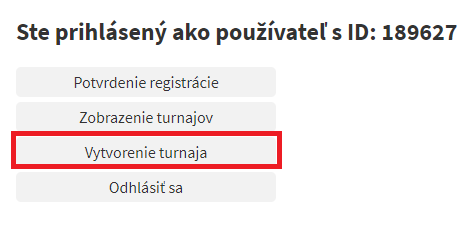 Ste prihlásený ako používateľ s ID: 189627
Potvrdenie registrácie
Zobrazenie turnajov
Vytvorenie turnaja
Odhlásiť sa